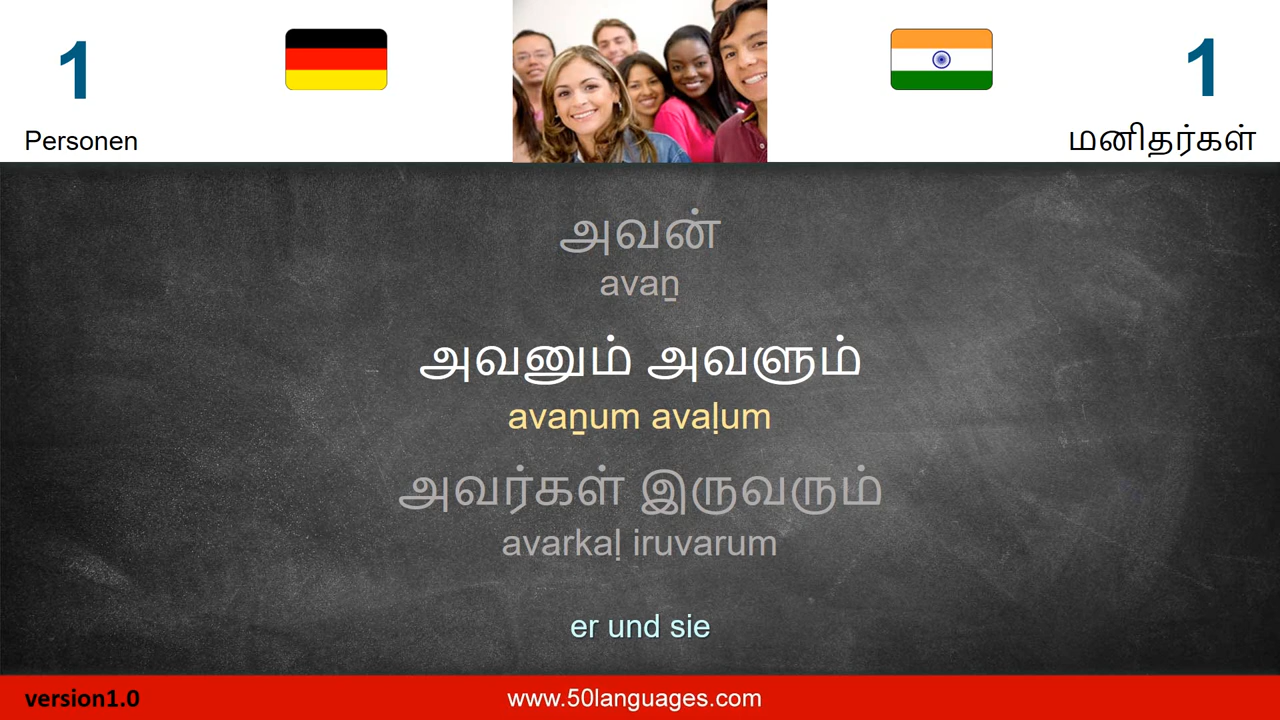 1
1
Personen
மனிதர்கள்
அவன்
avaṉ
அவனும் அவளும்
avaṉum avaḷum
அவர்கள் இருவரும்
avarkaḷ iruvarum
er und sie
version1.0
www.50languages.com